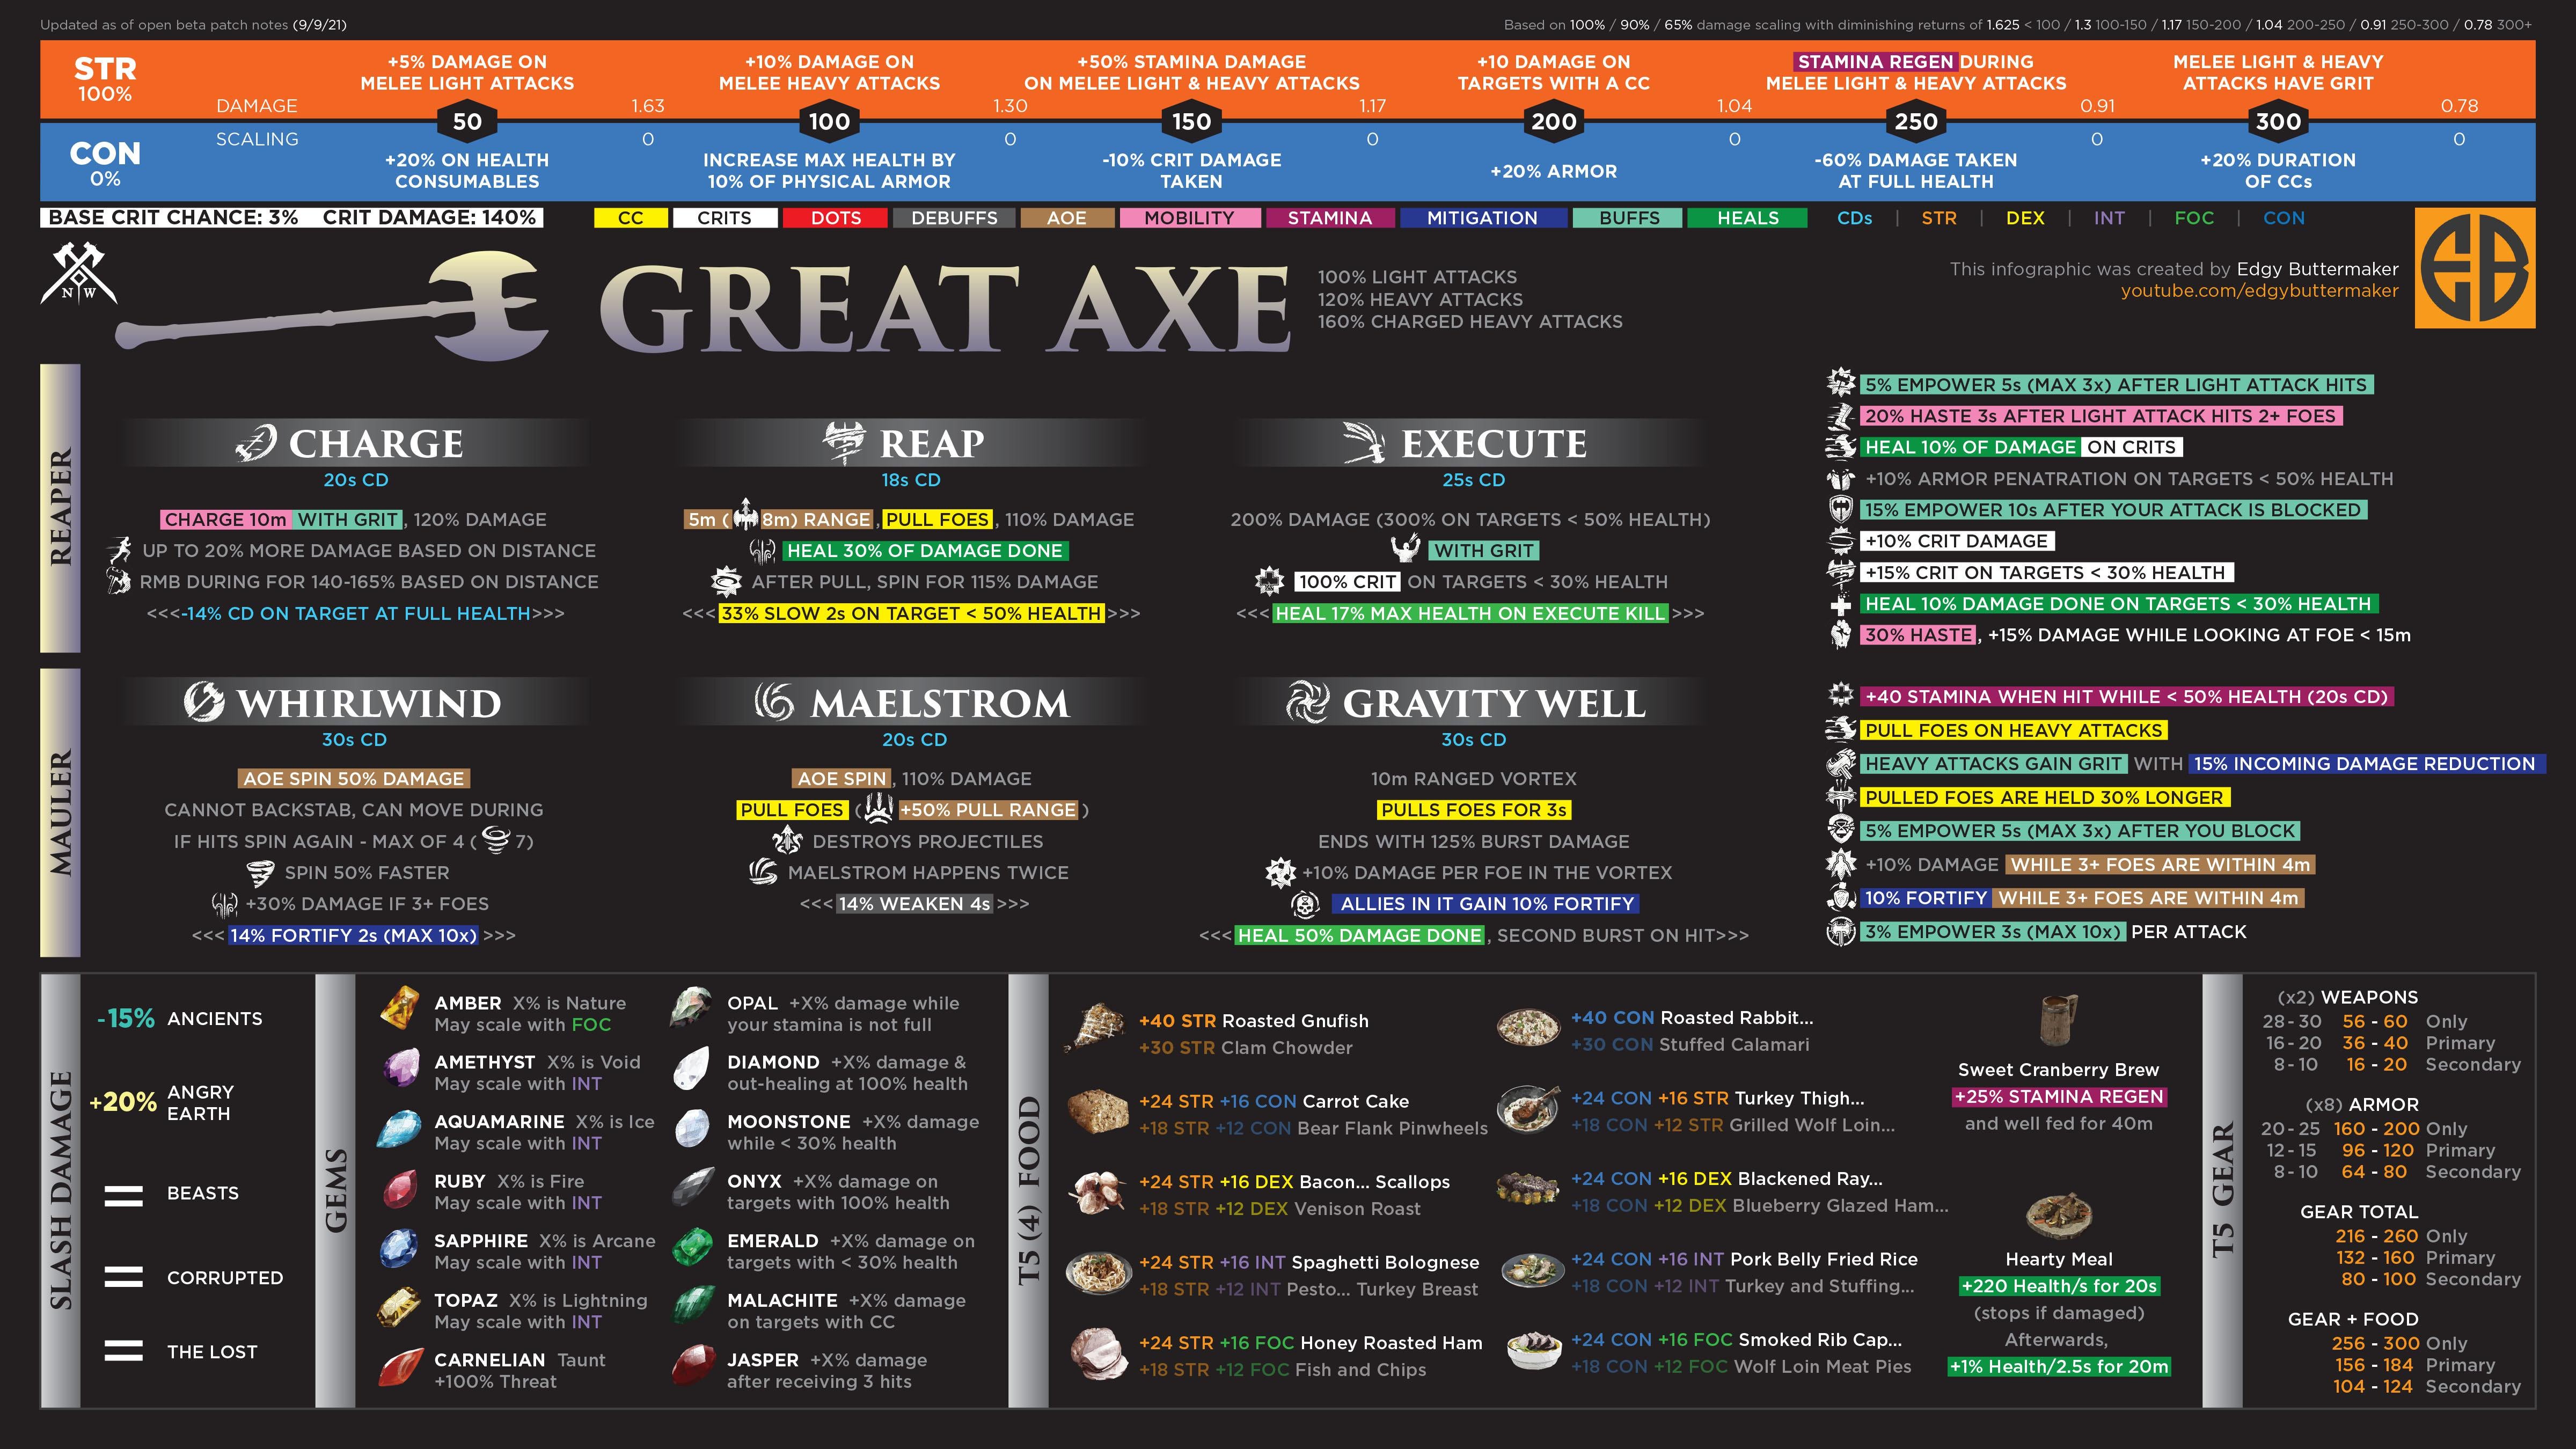 Updated as of open beta patch notes (9/9/21)
Based on 100% / 90% / 65% damage scaling with diminishing returns of 1.625 < 100 / 1.3 100-150 / 1.17 150-200 / 1.04 200-250 / 0.91 250-300 / 0.78 300+
STR
100%
+5% DAMAGE ON
MELEE LIGHT ATTACKS
+10% DAMAGE ON
MELEE HEAVY ATTACKS
+50% STAMINA DAMAGE
ON MELEE LIGHT & HEAVY ATTACKS
+10 DAMAGE ON
TARGETS WITH A CC
STAMINA REGEN DURING
MELEE LIGHT & HEAVY ATTACKS
MELEE LIGHT & HEAVY
ATTACKS HAVE GRIT
DAMAGE 1.63 1.30 1.17 1.04 0.91 0.78
50 100 150 200 250 300
SCALING 0 0 0 0 0 0
CON
0%
+20% ON HEALTH
CONSUMABLES
INCREASE MAX HEALTH BY
10% OF PHYSICAL ARMOR
-10% CRIT DAMAGE
TAKEN
+20% ARMOR
-60% DAMAGE TAKEN
AT FULL HEALTH
+20% DURATION
OF CCs
BASE CRIT CHANCE: 3% CRIT DAMAGE: 140%
CC CRITS DOTS DEBUFFS AOE MOBILITY STAMINA MITIGATION BUFFS HEALS CDs | STR | DEX | INT | FOC | CON
N W
GREAT AXE
100% LIGHT ATTACKS
120% HEAVY ATTACKS
160% CHARGED HEAVY ATTACKS
This infographic was created by Edgy Buttermaker
youtube.com/edgybuttermaker
EB
REAPER
CHARGE
20s CD
CHARGE 10m WITH GRIT, 120% DAMAGE
UP TO 20% MORE DAMAGE BASED ON DISTANCE
RMB DURING FOR 140-165% BASED ON DISTANCE
<<<-14% CD ON TARGET AT FULL HEALTH>>>
REAP
18s CD
5m ( 8m) RANGE, PULL FOES, 110% DAMAGE
HEAL 30% OF DAMAGE DONE
AFTER PULL, SPIN FOR 115% DAMAGE
<<< 33% SLOW 2s ON TARGET < 50% HEALTH >>>
EXECUTE
25s CD
200% DAMAGE (300% ON TARGETS < 50% HEALTH)
WITH GRIT
100% CRIT ON TARGETS < 30% HEALTH
<<< HEAL 17% MAX HEALTH ON EXECUTE KILL >>>
5% EMPOWER 5s (MAX 3x) AFTER LIGHT ATTACK HITS
20% HASTE 3s AFTER LIGHT ATTACK HITS 2+ FOES
HEAL 10% OF DAMAGE ON CRITS
+10% ARMOR PENATRATION ON TARGETS < 50% HEALTH
15% EMPOWER 10s AFTER YOUR ATTACK IS BLOCKED
+10% CRIT DAMAGE
+15% CRIT ON TARGETS < 30% HEALTH
HEAL 10% DAMAGE DONE ON TARGETS < 30% HEALTH
30% HASTE, +15% DAMAGE WHILE LOOKING AT FOE < 15m
MAULER
WHIRLWIND
30s CD
AOE SPIN 50% DAMAGE
CANNOT BACKSTAB, CAN MOVE DURING
IF HITS SPIN AGAIN - MAX OF 4 ( 7)
SPIN 50% FASTER
+30% DAMAGE IF 3+ FOES
<<< 14% FORTIFY 2s (MAX 10x) >>>
MAELSTROM
20s CD
AOE SPIN, 110% DAMAGE
PULL FOES ( +50% PULL RANGE )
DESTROYS PROJECTILES
MAELSTROM HAPPENS TWICE
<<< 14% WEAKEN 4s >>>
GRAVITY WELL
30s CD
10m RANGED VORTEX
PULLS FOES FOR 3s
ENDS WITH 125% BURST DAMAGE
+10% DAMAGE PER FOE IN THE VORTEX
ALLIES IN IT GAIN 10% FORTIFY
<<< HEAL 50% DAMAGE DONE, SECOND BURST ON HIT>>>
+40 STAMINA WHEN HIT WHILE < 50% HEALTH (20s CD)
PULL FOES ON HEAVY ATTACKS
HEAVY ATTACKS GAIN GRIT WITH 15% INCOMING DAMAGE REDUCTION
PULLED FOES ARE HELD 30% LONGER
5% EMPOWER 5s (MAX 3x) AFTER YOU BLOCK
+10% DAMAGE WHILE 3+ FOES ARE WITHIN 4m
10% FORTIFY WHILE 3+ FOES ARE WITHIN 4m
3% EMPOWER 3s (MAX 10x) PER ATTACK
SLASH DAMAGE
-15% ANCIENTS
+20% ANGRY
EARTH
= BEASTS
= CORRUPTED
= THE LOST
GEMS
AMBER X% is Nature
May scale with FOC
AMETHYST X% is Void
May scale with INT
AQUAMARINE X% is Ice
May scale with INT
RUBY X% is Fire
May scale with INT
SAPPHIRE X% is Arcane
May scale with INT
TOPAZ X% is Lightning
May scale with INT
CARNELIAN Taunt
+100% Threat
OPAL +X% damage while
your stamina is not full
DIAMOND +X% damage &
out-healing at 100% health
MOONSTONE +X% damage
while < 30% health
ONYX +X% damage on
targets with 100% health
EMERALD +X% damage on
targets with < 30% health
MALACHITE +X% damage
on targets with CC
JASPER +X% damage
after receiving 3 hits
T5 (4) FOOD
+40 STR Roasted Gnufish
+30 STR Clam Chowder
+24 STR +16 CON Carrot Cake
+18 STR +12 CON Bear Flank Pinwheels
+24 STR +16 DEX Bacon... Scallops
+18 STR +12 DEX Venison Roast
+24 STR +16 INT Spaghetti Bolognese
+18 STR +12 INT Pesto... Turkey Breast
+24 STR +16 FOC Honey Roasted Ham
+18 STR +12 FOC Fish and Chips
+40 CON Roasted Rabbit...
+30 CON Stuffed Calamari
+24 CON +16 STR Turkey Thigh...
+18 CON +12 STR Grilled Wolf Loin...
+24 CON +16 DEX Blackened Ray...
+18 CON +12 DEX Blueberry Glazed Ham...
+24 CON +16 INT Pork Belly Fried Rice
+18 CON +12 INT Turkey and Stuffing...
+24 CON +16 FOC Smoked Rib Cap...
+18 CON +12 FOC Wolf Loin Meat Pies
Sweet Cranberry Brew
+25% STAMINA REGEN
and well fed for 40m
Hearty Meal
+220 Health/s for 20s
(stops if damaged)
Afterwards,
+1% Health/2.5s for 20m
T5 GEAR
(x2) WEAPONS
28-30 56 - 60 Only
16-20 36 - 40 Primary
8-10 16 - 20 Secondary
(x8) ARMOR
20-25 160 - 200 Only
12-15 96 - 120 Primary
8-10 64 - 80 Secondary
GEAR TOTAL
216 - 260 Only
132 - 160 Primary
80 - 100 Secondary
GEAR + FOOD
256 - 300 Only
156 - 184 Primary
104 - 124 Secondary